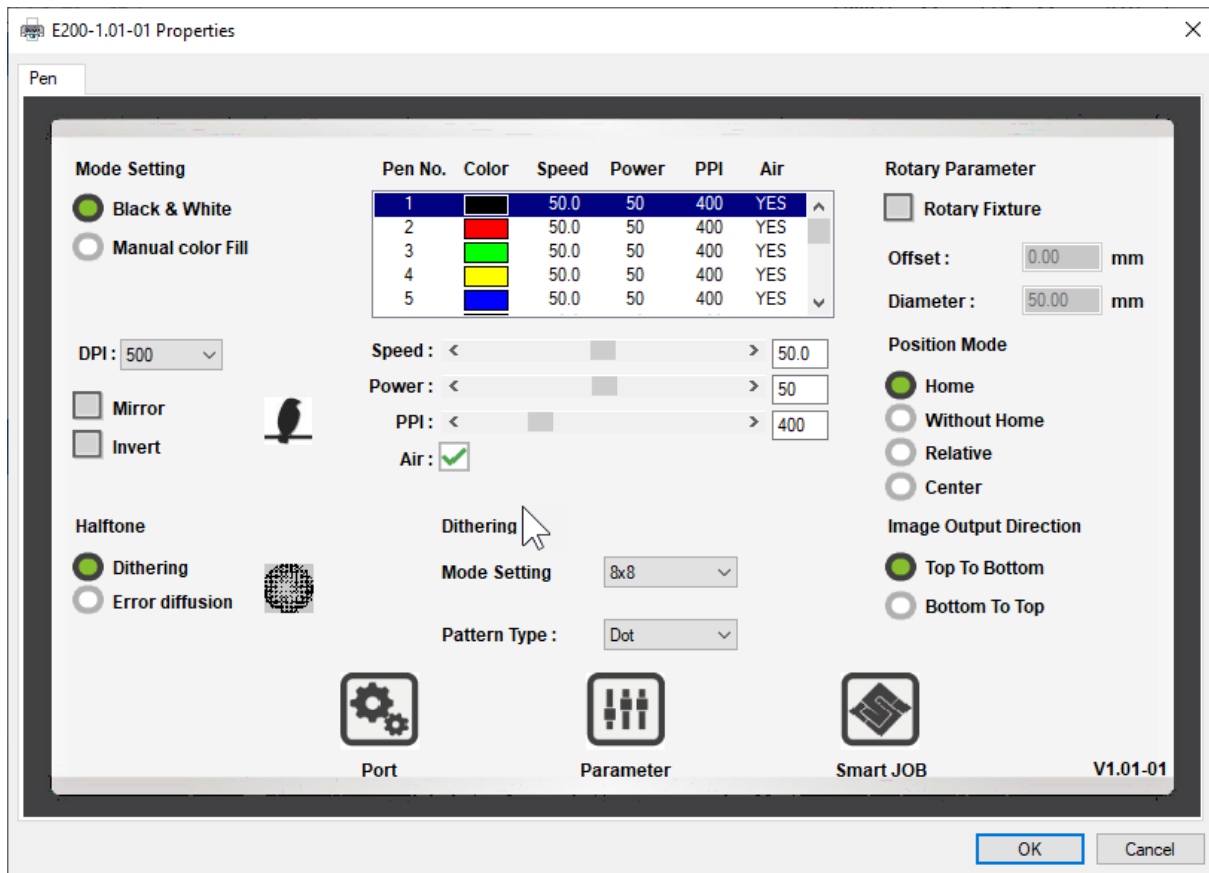 E200-1.01-01 Properties
Pen
Mode Setting
Black & White
Manual color Fill
Pen No. Color Speed Power PPI Air
1 50.0 50 400 YES
2 50.0 50 400 YES
3 50.0 50 400 YES
4 50.0 50 400 YES
5 50.0 50 400 YES
Rotary Parameter
Rotary Fixture
Offset : 0.00 mm
Diameter : 50.00 mm
DPI : 500
Mirror
Invert
Speed : < > 50.0
Power : < > 50
PPI : < > 400
Air :
Position Mode
Home
Without Home
Relative
Center
Halftone
Dithering
Error diffusion
Dithering
Mode Setting 8x8
Pattern Type : Dot
Image Output Direction
Top To Bottom
Bottom To Top
Port
Parameter
Smart JOB
V1.01-01
OK
Cancel